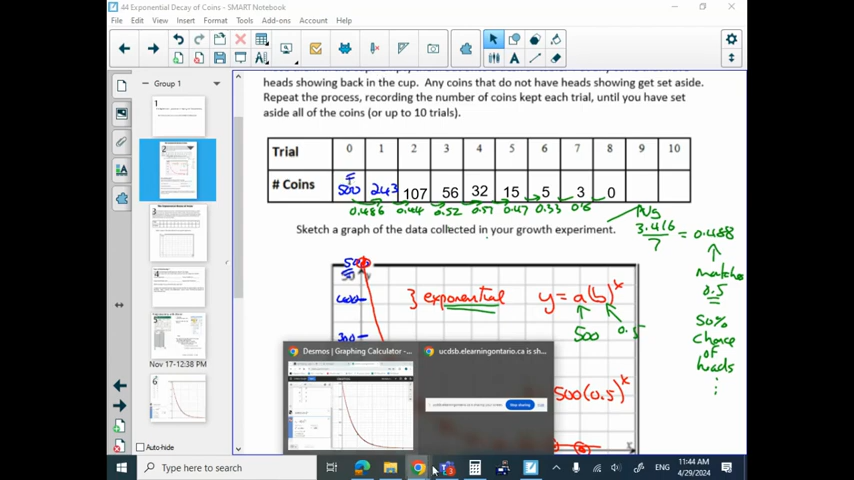 44 Exponential Decay of Coins - SMART Notebook
File Edit View Insert Format Tools Add-ons Account Help
Group 1
heads showing back in the cup. Any coins that do not have heads showing get set aside.
Repeat the process, recording the number of coins kept each trial, until you have set
aside all of the coins (or up to 10 trials).
Trial 0 1 2 3 4 5 6 7 8 9 10
# Coins 500 243 107 56 32 15 5 3 0
0.486 0.44 0.52 0.57 0.47 0.33 0.6
Avg
3.416
7
= 0.488
matches
0.5
50%
chance
of
heads
Sketch a graph of the data collected in your growth experiment.
500
400
300
} exponential
y = a(b)^x
500 0.5
500(0.5)^x
Desmos | Graphing Calculator -...
ucdsb.elearningontario.ca is sh...
Stop sharing
Nov 17-12:38 PM
1
2
3
4
5
6
Auto-hide
Type here to search
ENG
11:44 AM
4/29/2024